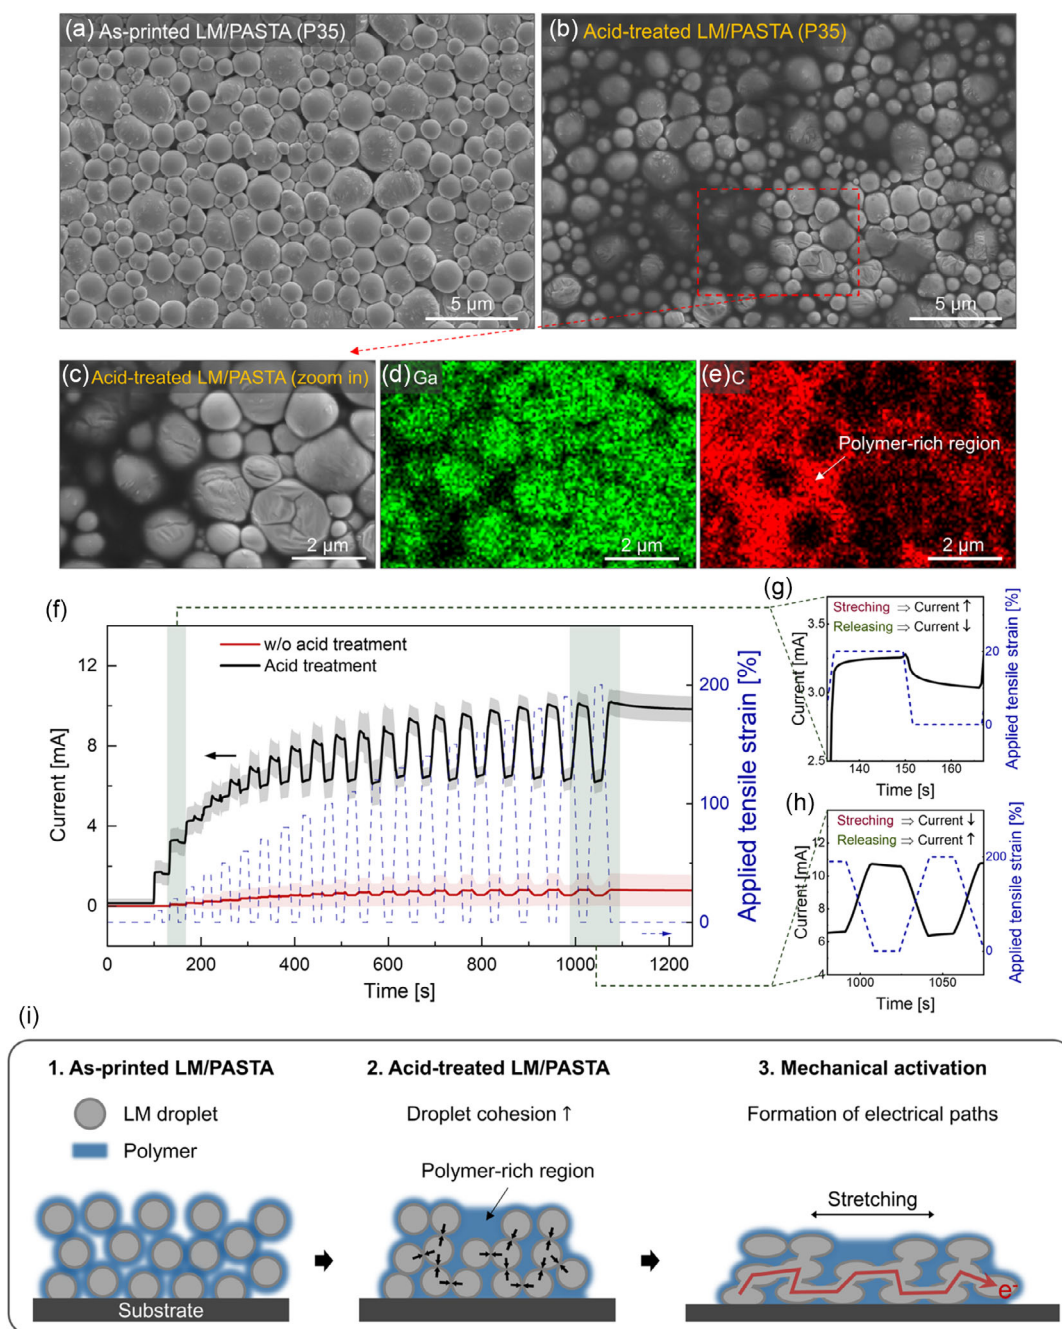 (a) As-printed LM/PASTA (P35)
5 µm
(b) Acid-treated LM/PASTA (P35)
5 µm
(c) Acid-treated LM/PASTA (zoom in)
2 µm
(d) Ga
2 µm
(e) C
Polymer-rich region
2 µm
(f)
w/o acid treatment
Acid treatment
Current [mA]
12
8
4
0
0
200
400
600
800
1000
1200
Time [s]
200
100
0
Applied tensile strain [%]
(g)
Streching ⇒ Current ↑
Releasing ⇒ Current ↓
Current [mA]
3.5
3.0
2.5
140
150
160
Time [s]
20
0
Applied tensile strain [%]
(h)
Streching ⇒ Current ↓
Releasing ⇒ Current ↑
Current [mA]
12
10
8
6
4
1000
1050
Time [s]
200
0
Applied tensile strain [%]
(i)
1. As-printed LM/PASTA
LM droplet
Polymer
Substrate
2. Acid-treated LM/PASTA
Droplet cohesion ↑
Polymer-rich region
3. Mechanical activation
Formation of electrical paths
Stretching
e⁻